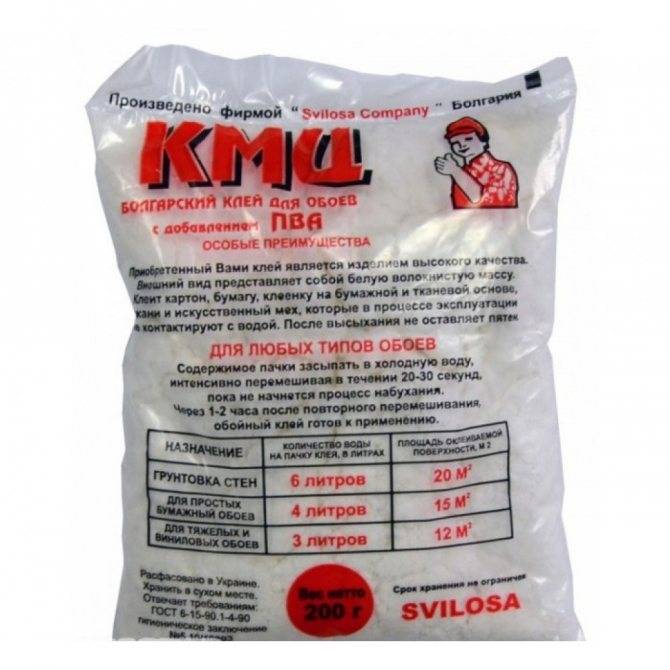 Произведено фирмой " Svilosa Company " Болгария
КМЦ
БОЛГАРСКИЙ КЛЕЙ ДЛЯ ОБОЕВ
с добавлением ПВА
ОСОБЫЕ ПРЕИМУЩЕСТВА
Приобретенный Вами клей является изделием высокого качества.
Внешний вид представляет собой белую волокнистую массу.
Клеит картон, бумагу, клеенку на бумажной и тканевой основе,
кани и искусственный мех, которые в процессе эксплуатации
е контактируют с водой. После высыхания не оставляет пятен
ДЛЯ ЛЮБЫХ ТИПОВ ОБОЕВ
Содержимое пачки засыпать в холодную воду,
интенсивно перемешивая в течении 20-30 секунд,
пока не начнется процесс набухания.
Через 1-2 часа после повторного перемешивания,
обойный клей готов к применению.
НАЗНАЧЕНИЕ
КОЛИЧЕСТВО ВОДЫ
НА ПАЧКУ КЛЕЯ, В ЛИТРАХ
ПЛОЩАДЬ ОКЛЕИВАЕМОЙ
ПОВЕРХНОСТИ, М 2
ГРУНТОВКА СТЕН
6 литров
20 М²
ДЛЯ ПРОСТЫХ
БУМАЖНЫЙ ОБОЕВ
4 литров
15 М²
ДЛЯ ТЯЖЕЛЫХ И
ВИНИЛОВЫХ ОБОЕВ
3 литров
12 М²
Расфасовано в Украине.
Хранить в сухом месте.
Отвечает требованиям:
ГОСТ 6-15-90.1-4-90
гигиеническое заключение
Вес нетто
200 г
Срок хранения не ограничен
SVILOSA